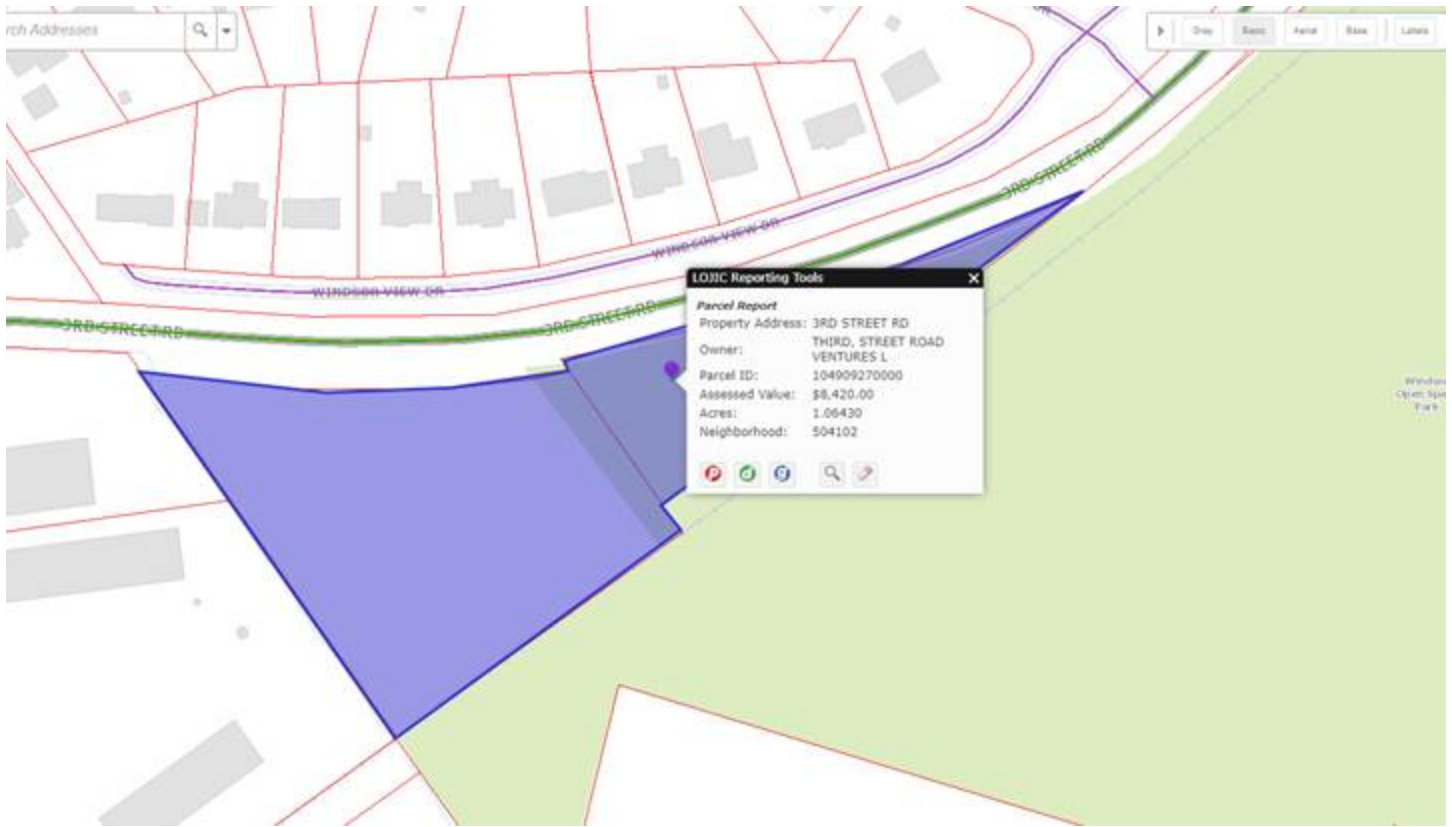 rch Addresses
Gray Basic Aerial Base Labels
3RD STREET RD
WINDSOR VIEW DR
WINDSOR VIEW DR
3RD STREET RD
3RD STREET RD
LOJIC Reporting Tools
Parcel Report
Property Address: 3RD STREET RD
Owner: THIRD, STREET ROAD
VENTURES L
Parcel ID: 104909270000
Assessed Value: $8,420.00
Acres: 1.06430
Neighborhood: 504102
Open
Park